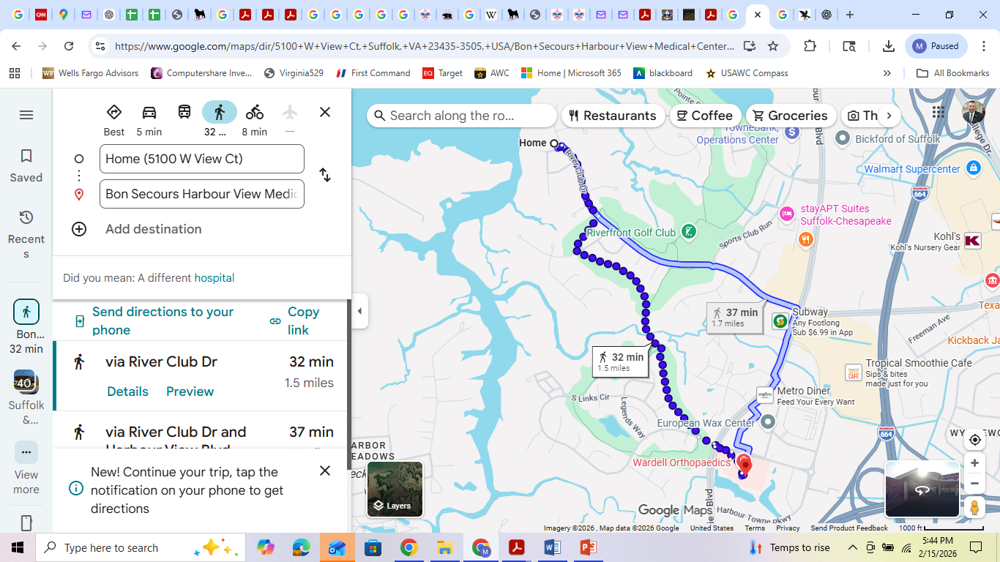 M Paused
https://www.google.com/maps/dir/5100+W+View+Ct,+Suffolk,+VA+23435-3505,+USA/Bon+Secours+Harbour+View+Medical+Center...
Wells Fargo Advisors
Computershare Inve...
Virginia529
First Command
Target
AWC
Home | Microsoft 365
blackboard
USAWC Compass
All Bookmarks
Best
5 min
32 ...
8 min
—
Home (5100 W View Ct)
Bon Secours Harbour View Medic
Add destination
Did you mean: A different hospital
Send directions to your
phone
Copy
link
via River Club Dr
32 min
1.5 miles
Details
Preview
via River Club Dr and
37 min
New! Continue your trip, tap the
notification on your phone to get
directions
Saved
Recent
s
Bon...
32 min
40
Suffolk
&...
View
more
Search along the ro...
Restaurants
Coffee
Groceries
Th
Home
River Club Dr
TowneBank,
Operations Center
Bickford of Suffolk
Walmart Supercenter
664
stayAPT Suites
Suffolk-Chesapeake
Sports Club Run
Riverfront Golf Club
Kohl's
Kohl's Nursery Gear
37 min
1.7 miles
Subway
Any Footlong
Sub $6.99 in App
Freeman Ave
32 min
1.5 miles
Tropical Smoothie Cafe
Sips & bites
made just for you
Metro Diner
Feed Your Every Want
S Links Cir
Legends Way
European Wax Center
664
Wardell Orthopaedics
Harbour Towne Pkwy
Layers
Google Maps
Imagery ©2026 , Map data ©2026 Google
United States
Terms
Privacy
Send Product Feedback
1000 ft
Type here to search
Temps to rise
5:44 PM
2/15/2026